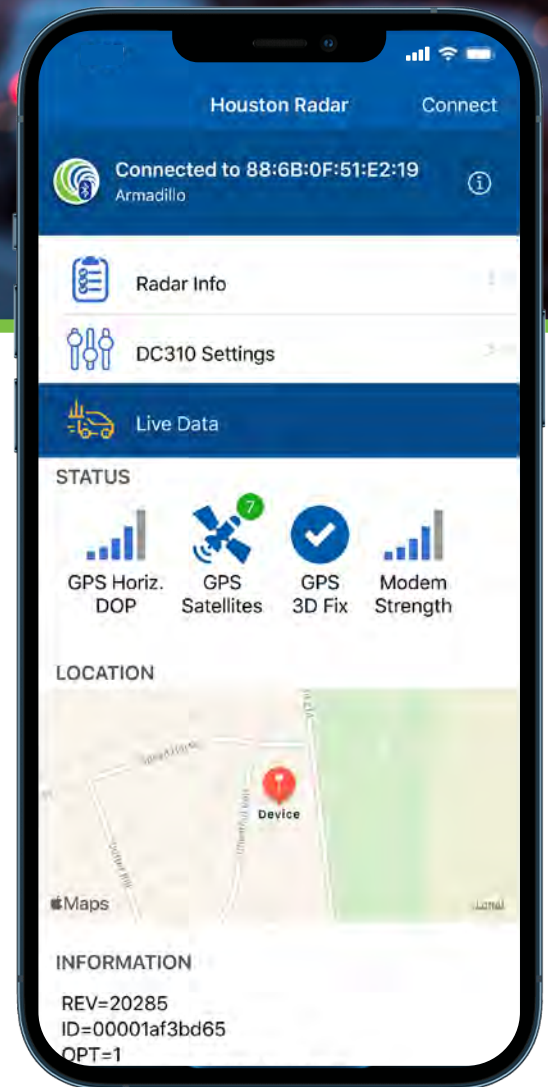 Houston Radar
Connect
Connected to 88:6B:0F:51:E2:19
Armadillo
Radar Info
DC310 Settings
Live Data
STATUS
7
GPS Horiz.
DOP
GPS
Satellites
GPS
3D Fix
Modem
Strength
LOCATION
Device
Maps
Legal
INFORMATION
REV=20285
ID=00001af3bd65
OPT=1